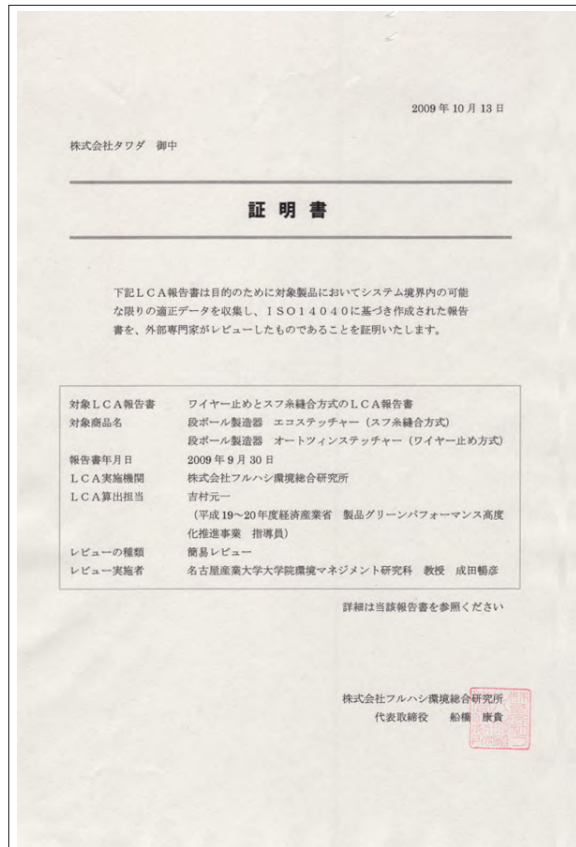 2009年10月13日
株式会社タワダ 御中
証明書
下記LCA報告書は目的のために対象製品においてシステム境界内の可能
な限りの適正データを収集し、ISO14040に基づき作成された報告
書を、外部専門家がレビューしたものであることを証明いたします。
対象LCA報告書 ワイヤー止めとスフ糸縫合方式のLCA報告書
対象商品名 段ボール製造器 エコステッチャー(スフ糸縫合方式)
段ボール製造器 オートツィンステッチャー(ワイヤー止め方式)
報告書年月日 2009年9月30日
LCA実施機関 株式会社フルハシ環境総合研究所
LCA算出担当 吉村元一
(平成19~20年度経済産業省 製品グリーンパフォーマンス高度
化推進事業 指導員)
レビューの種類 簡易レビュー
レビュー実施者 名古屋産業大学大学院環境マネジメント研究科 教授 成田暢彦
詳細は当該報告書を参照ください
株式会社フルハシ環境総合研究所
代表取締役 船橋 康貴